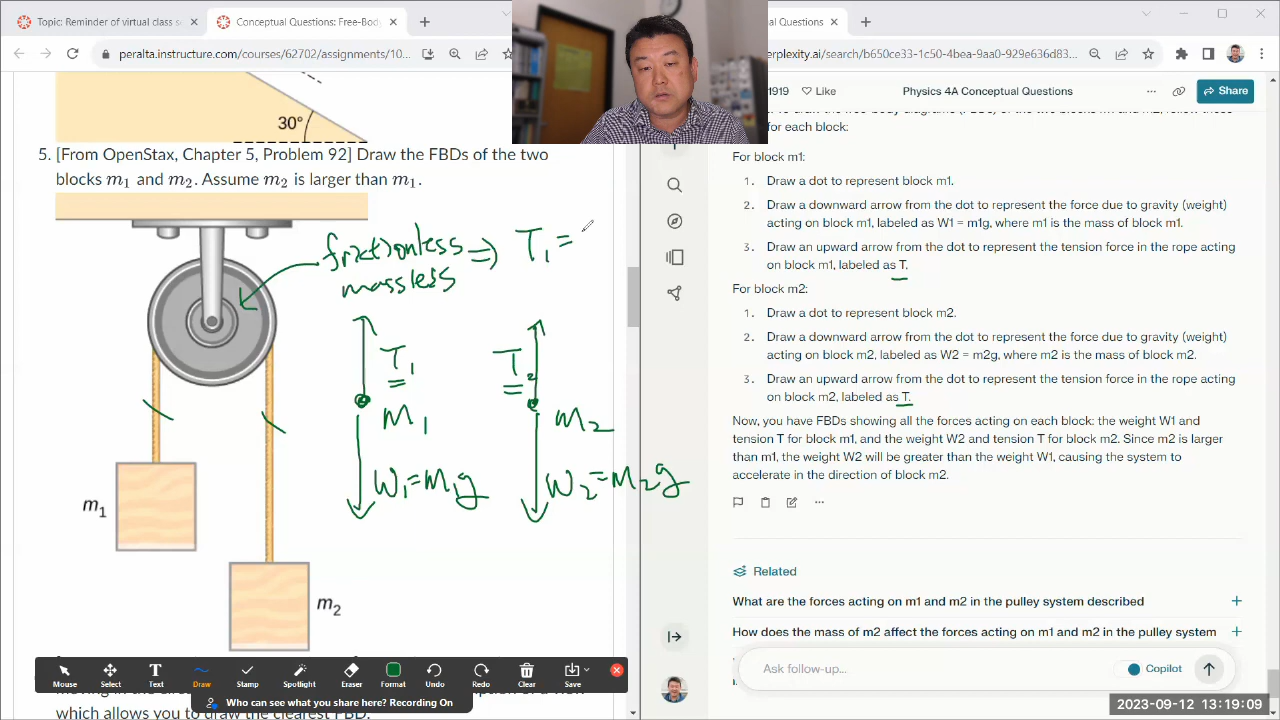 Topic: Reminder of virtual class s
Conceptual Questions: Free-Body
peralta.instructure.com/courses/62702/assignments/10...
30°
5. [From OpenStax, Chapter 5, Problem 92] Draw the FBDs of the two
blocks m1 and m2. Assume m2 is larger than m1.
frictionless ⇒ T1 =
massless
T1
T2
m1
m2
W1=m1g
W2=m2g
m1
m2
Mouse
Select
Text
Draw
Stamp
Spotlight
Eraser
Format
Undo
Redo
Clear
Save
Who can see what you share here? Recording On
which allows you to draw the clearest FBD.
al Questions
perplexity.ai/search/b650ce33-1c50-4bea-9aa0-929e636d83...
1919
Like
Physics 4A Conceptual Questions
Share
for each block:
For block m1:
1. Draw a dot to represent block m1.
2. Draw a downward arrow from the dot to represent the force due to gravity (weight)
acting on block m1, labeled as W1 = m1g, where m1 is the mass of block m1.
3. Draw an upward arrow from the dot to represent the tension force in the rope acting
on block m1, labeled as T.
For block m2:
1. Draw a dot to represent block m2.
2. Draw a downward arrow from the dot to represent the force due to gravity (weight)
acting on block m2, labeled as W2 = m2g, where m2 is the mass of block m2.
3. Draw an upward arrow from the dot to represent the tension force in the rope acting
on block m2, labeled as T.
Now, you have FBDs showing all the forces acting on each block: the weight W1 and
tension T for block m1, and the weight W2 and tension T for block m2. Since m2 is larger
than m1, the weight W2 will be greater than the weight W1, causing the system to
accelerate in the direction of block m2.
Related
What are the forces acting on m1 and m2 in the pulley system described
How does the mass of m2 affect the forces acting on m1 and m2 in the pulley system
Ask follow-up...
Copilot
2023-09-12 13:19:09